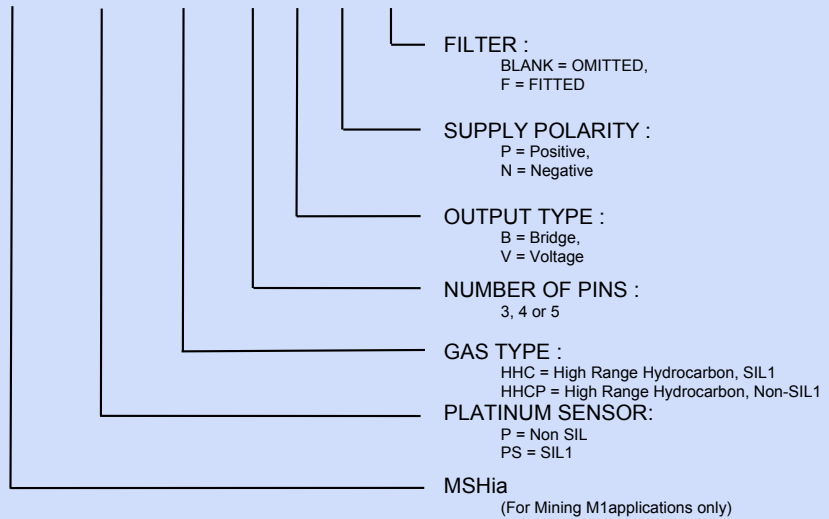 FILTER :
BLANK = OMITTED,
F = FITTED
SUPPLY POLARITY :
P = Positive,
N = Negative
OUTPUT TYPE :
B = Bridge,
V = Voltage
NUMBER OF PINS :
3, 4 or 5
GAS TYPE :
HHC = High Range Hydrocarbon, SIL1
HHCP = High Range Hydrocarbon, Non-SIL1
PLATINUM SENSOR:
P = Non SIL
PS = SIL1
MSHia
(For Mining M1applications only)